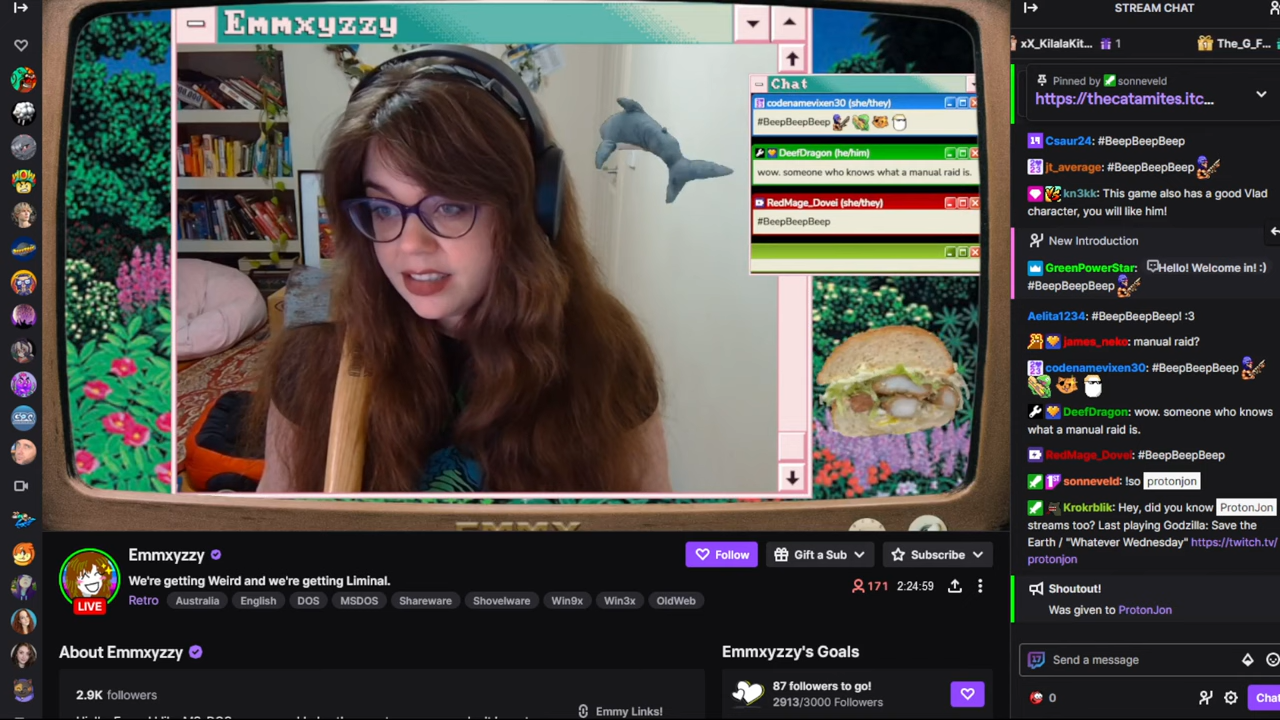 Emmxyzzy
Chat
codenamevixen30 (she/they)
#BeepBeepBeep
DeefDragon (he/him)
wow. someone who knows what a manual raid is.
RedMage_Dovei (she/they)
#BeepBeepBeep
EMMY
Emmxyzzy
Follow
Gift a Sub
Subscribe
We're getting Weird and we're getting Liminal.
171
2:24:59
LIVE
Retro
Australia
English
DOS
MSDOS
Shareware
Shovelware
Win9x
Win3x
OldWeb
About Emmxyzzy
2.9K followers
Emmy Links!
Emmxyzzy's Goals
87 followers to go!
2913/3000 Followers
STREAM CHAT
xX_KilalaKit... 1
The_G_F...
Pinned by sonneveld
https://thecatamites.itc...
Csaur24: #BeepBeepBeep
jt_average: #BeepBeepBeep
kn3kk: This game also has a good Vlad
character, you will like him!
New Introduction
GreenPowerStar: Hello! Welcome in! :)
#BeepBeepBeep
Aelita1234: #BeepBeepBeep! :3
james_neko: manual raid?
codenamevixen30: #BeepBeepBeep
DeefDragon: wow. someone who knows
what a manual raid is.
RedMage_Dovei: #BeepBeepBeep
sonneveld: !so protonjon
Krokrblik: Hey, did you know ProtonJon
streams too? Last playing Godzilla: Save the
Earth / "Whatever Wednesday" https://twitch.tv/
protonjon
Shoutout!
Was given to ProtonJon
Send a message
0
Chat